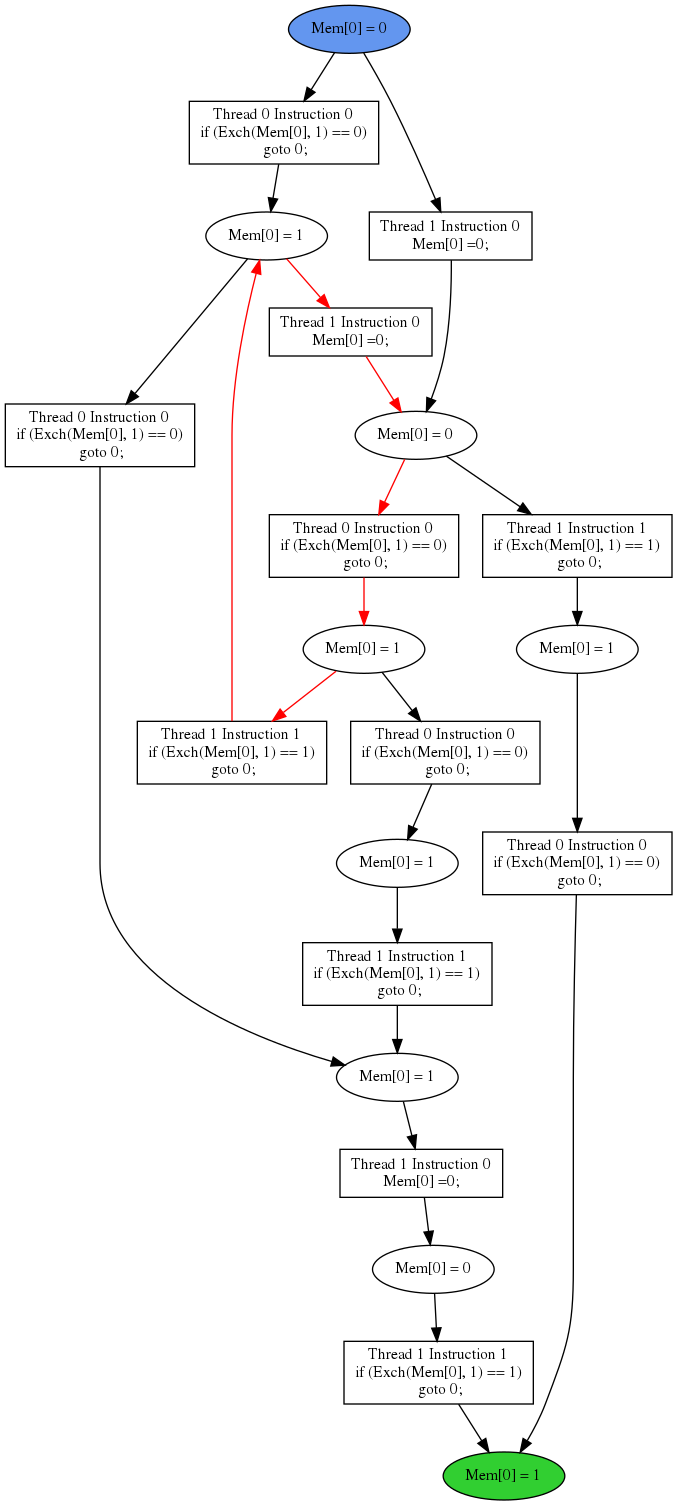 Mem[0] = 0
Thread 0 Instruction 0
if (Exch(Mem[0], 1) == 0)
goto 0;
Mem[0] = 1
Thread 1 Instruction 0
Mem[0] =0;
Thread 1 Instruction 0
Mem[0] =0;
Thread 0 Instruction 0
if (Exch(Mem[0], 1) == 0)
goto 0;
Mem[0] = 0
Thread 0 Instruction 0
if (Exch(Mem[0], 1) == 0)
goto 0;
Thread 1 Instruction 1
if (Exch(Mem[0], 1) == 1)
goto 0;
Mem[0] = 1
Mem[0] = 1
Thread 1 Instruction 1
if (Exch(Mem[0], 1) == 1)
goto 0;
Thread 0 Instruction 0
if (Exch(Mem[0], 1) == 0)
goto 0;
Mem[0] = 1
Thread 0 Instruction 0
if (Exch(Mem[0], 1) == 0)
goto 0;
Thread 1 Instruction 1
if (Exch(Mem[0], 1) == 1)
goto 0;
Mem[0] = 1
Thread 1 Instruction 0
Mem[0] =0;
Mem[0] = 0
Thread 1 Instruction 1
if (Exch(Mem[0], 1) == 1)
goto 0;
Mem[0] = 1